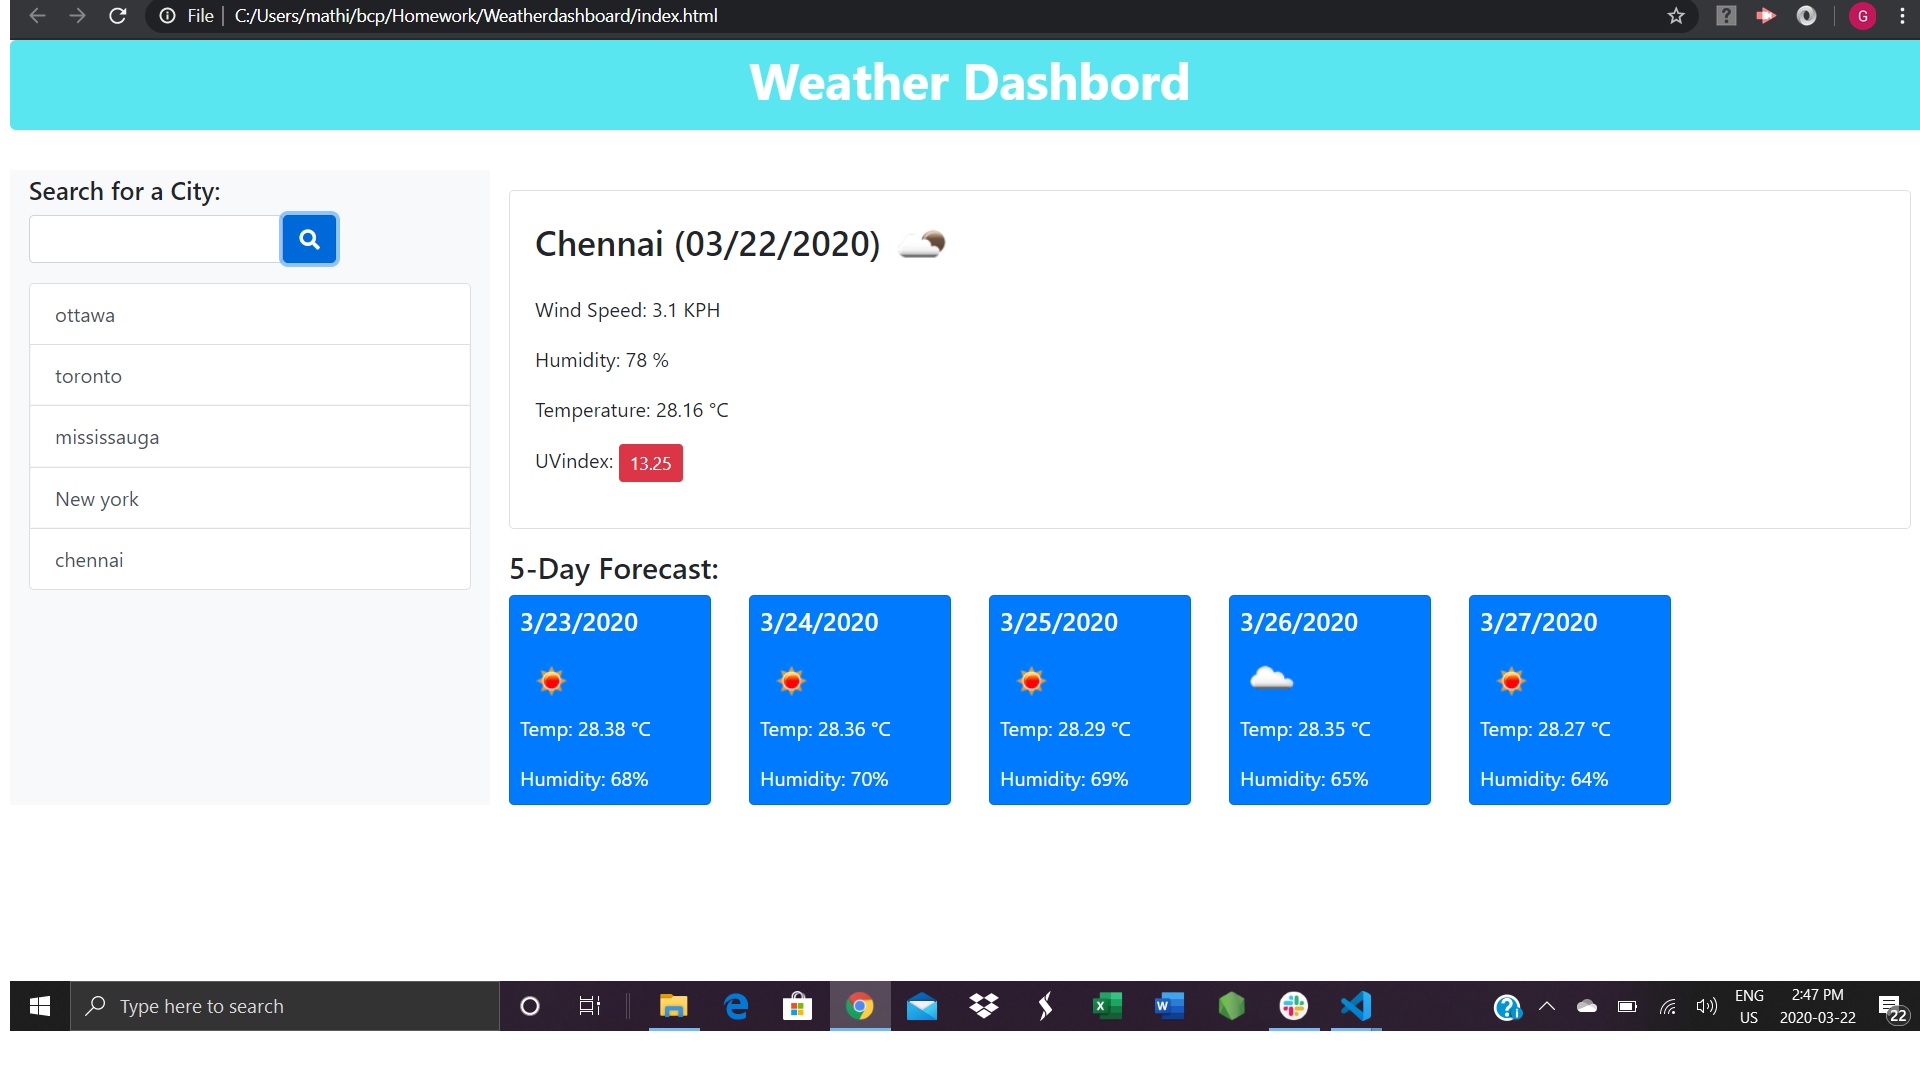 File
C:/Users/mathi/bcp/Homework/Weatherdashboard/index.html
G
Weather Dashbord
Search for a City:
ottawa
toronto
mississauga
New york
chennai
Chennai (03/22/2020)
Wind Speed: 3.1 KPH
Humidity: 78 %
Temperature: 28.16 °C
UVindex: 13.25
5-Day Forecast:
3/23/2020
Temp: 28.38 °C
Humidity: 68%
3/24/2020
Temp: 28.36 °C
Humidity: 70%
3/25/2020
Temp: 28.29 °C
Humidity: 69%
3/26/2020
Temp: 28.35 °C
Humidity: 65%
3/27/2020
Temp: 28.27 °C
Humidity: 64%
Type here to search
ENG
US
2:47 PM
2020-03-22
22